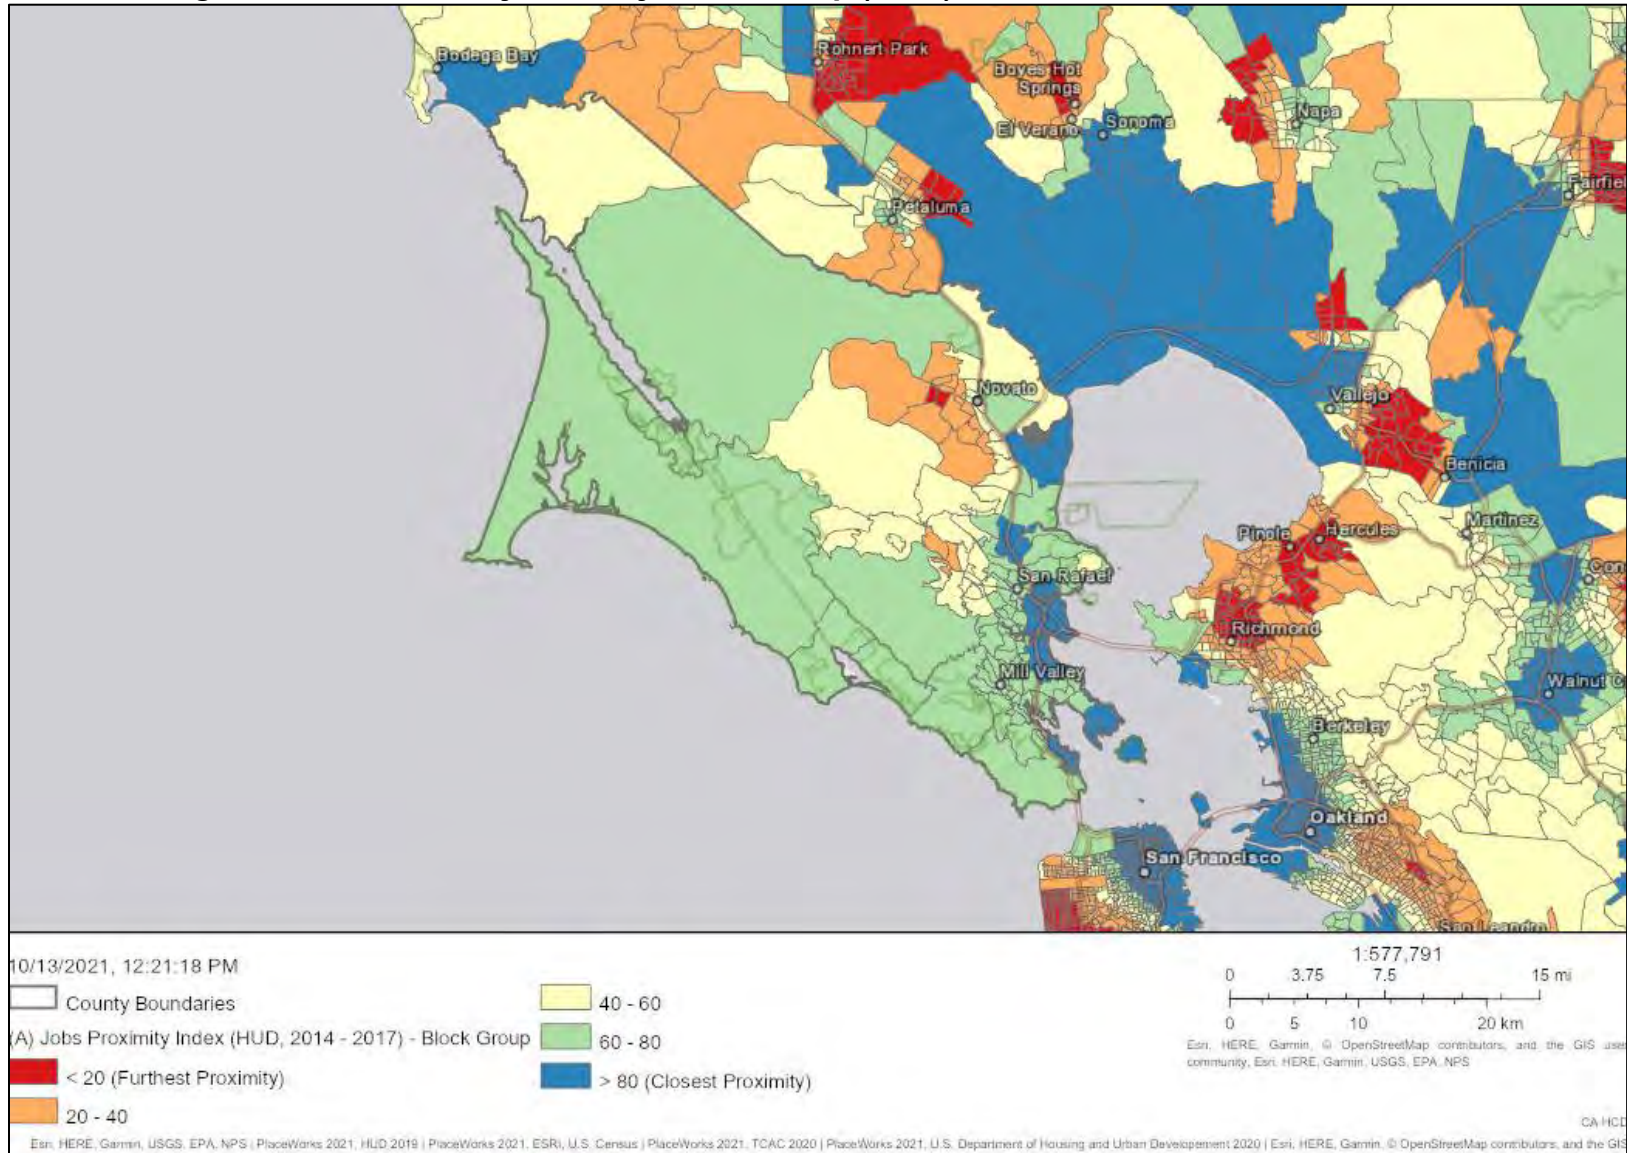 Bodega Bay
Rohnert Park
Boyes Hot
Springs
El Verano
Sonoma
Napa
Fairfiel
Petaluma
Novato
Vallejo
Benicia
Martinez
Pinole
Hercules
Con
San Rafael
Richmond
Mill Valley
Walnut C
Berkeley
Oakland
San Francisco
San Leandro
10/13/2021, 12:21:18 PM
County Boundaries
(A) Jobs Proximity Index (HUD, 2014 - 2017) - Block Group
< 20 (Furthest Proximity)
20 - 40
40 - 60
60 - 80
> 80 (Closest Proximity)
1:577,791
0 3.75 7.5 15 mi
0 5 10 20 km
Esri, HERE, Garmin, © OpenStreetMap contributors, and the GIS user
community, Esri, HERE, Garmin, USGS, EPA, NPS
CA HCD
Esri, HERE, Garmin, USGS, EPA, NPS | PlaceWorks 2021, HUD 2019 | PlaceWorks 2021, ESRI, U.S. Census | PlaceWorks 2021, TCAC 2020 | PlaceWorks 2021, U.S. Department of Housing and Urban Developement 2020 | Esri, HERE, Garmin, © OpenStreetMap contributors, and the GIS